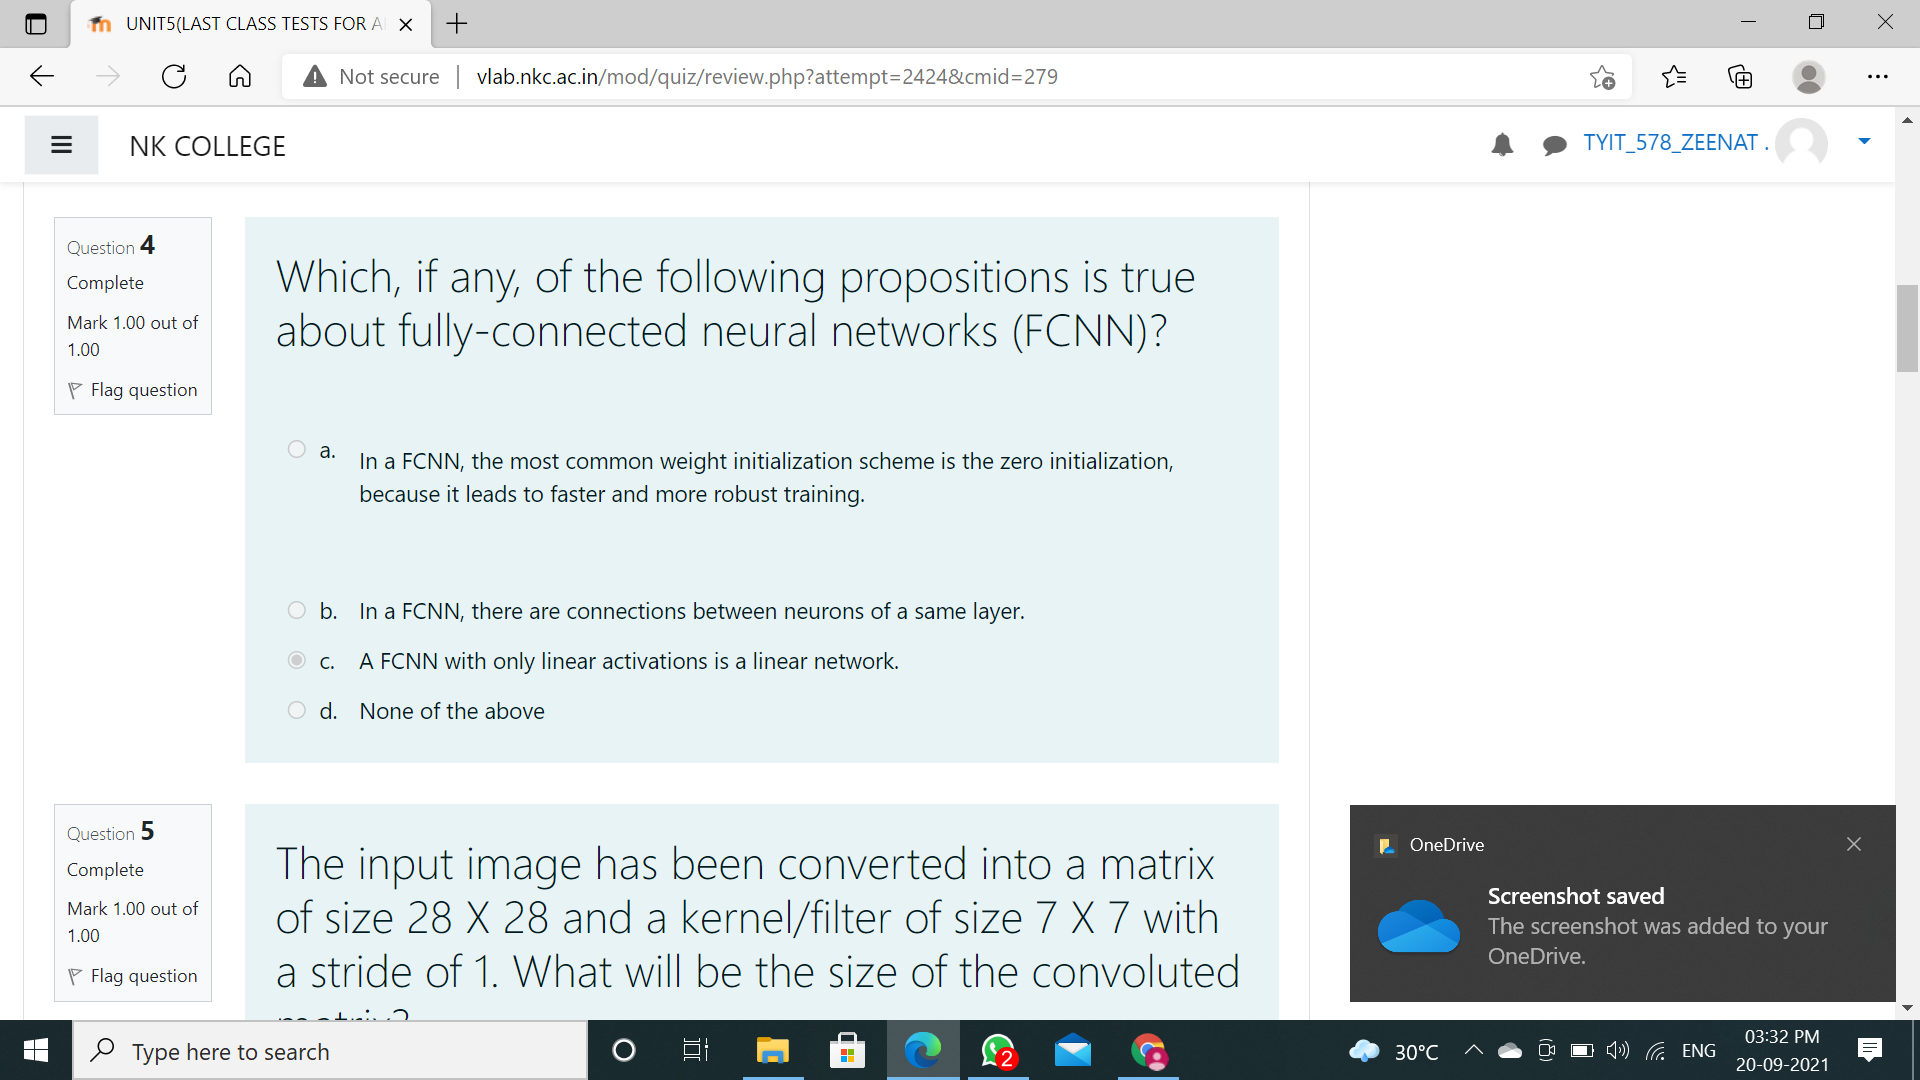 UNIT5(LAST CLASS TESTS FOR A
Not secure
vlab.nkc.ac.in/mod/quiz/review.php?attempt=2424&cmid=279
NK COLLEGE
TYIT_578_ZEENAT .
Question 4
Complete
Mark 1.00 out of
1.00
Flag question
Which, if any, of the following propositions is true
about fully-connected neural networks (FCNN)?
a. In a FCNN, the most common weight initialization scheme is the zero initialization,
because it leads to faster and more robust training.
b. In a FCNN, there are connections between neurons of a same layer.
c. A FCNN with only linear activations is a linear network.
d. None of the above
Question 5
Complete
Mark 1.00 out of
1.00
Flag question
The input image has been converted into a matrix
of size 28 X 28 and a kernel/filter of size 7 X 7 with
a stride of 1. What will be the size of the convoluted
matrix?
OneDrive
Screenshot saved
The screenshot was added to your
OneDrive.
Type here to search
2
30°C
ENG
03:32 PM
20-09-2021